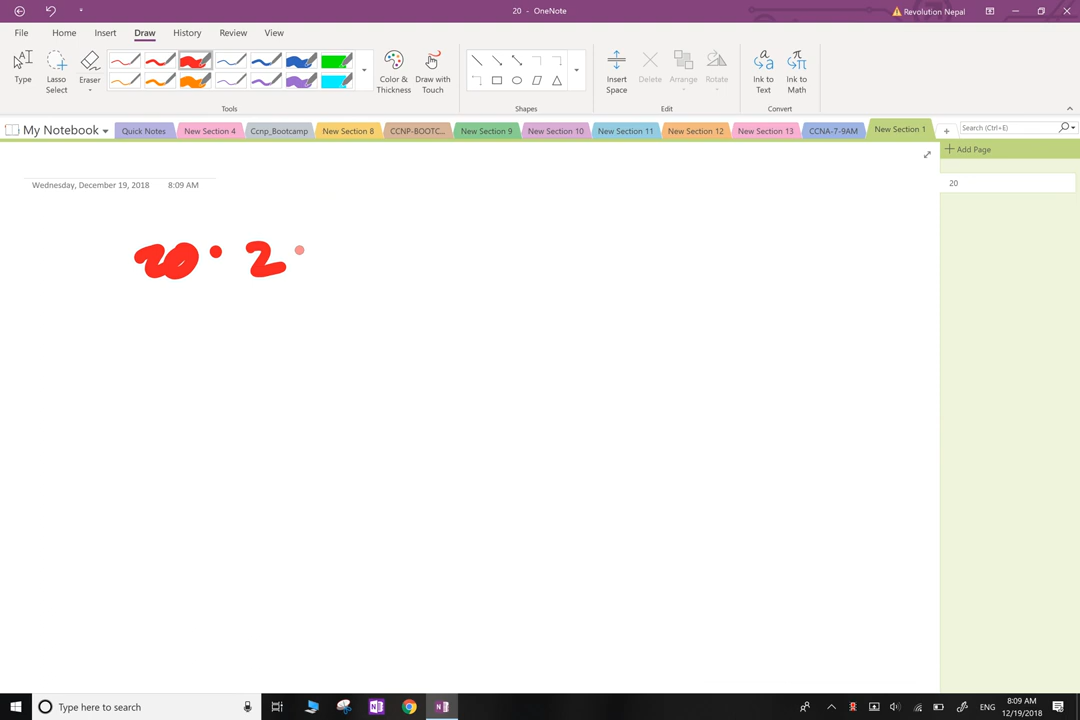 20 - OneNote
Revolution Nepal
File Home Insert Draw History Review View
Type
Lasso Select
Eraser
Color & Thickness
Draw with Touch
Insert Space
Delete
Arrange
Rotate
Ink to Text
Ink to Math
Tools
Shapes
Edit
Convert
My Notebook
Quick Notes
New Section 4
Ccnp_Bootcamp
New Section 8
CCNP-BOOTC...
New Section 9
New Section 10
New Section 11
New Section 12
New Section 13
CCNA-7-9AM
New Section 1
Search (Ctrl+E)
Add Page
Wednesday, December 19, 2018 8:09 AM
20
20 . 2
Type here to search
ENG
8:09 AM
12/19/2018